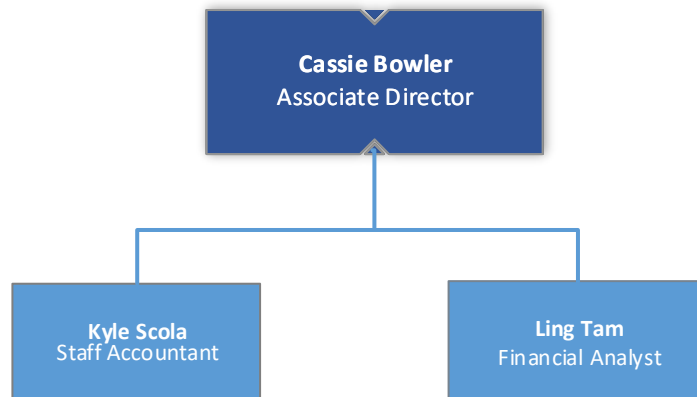 Cassie Bowler
Associate Director
Kyle Scola
Staff Accountant
Ling Tam
Financial Analyst